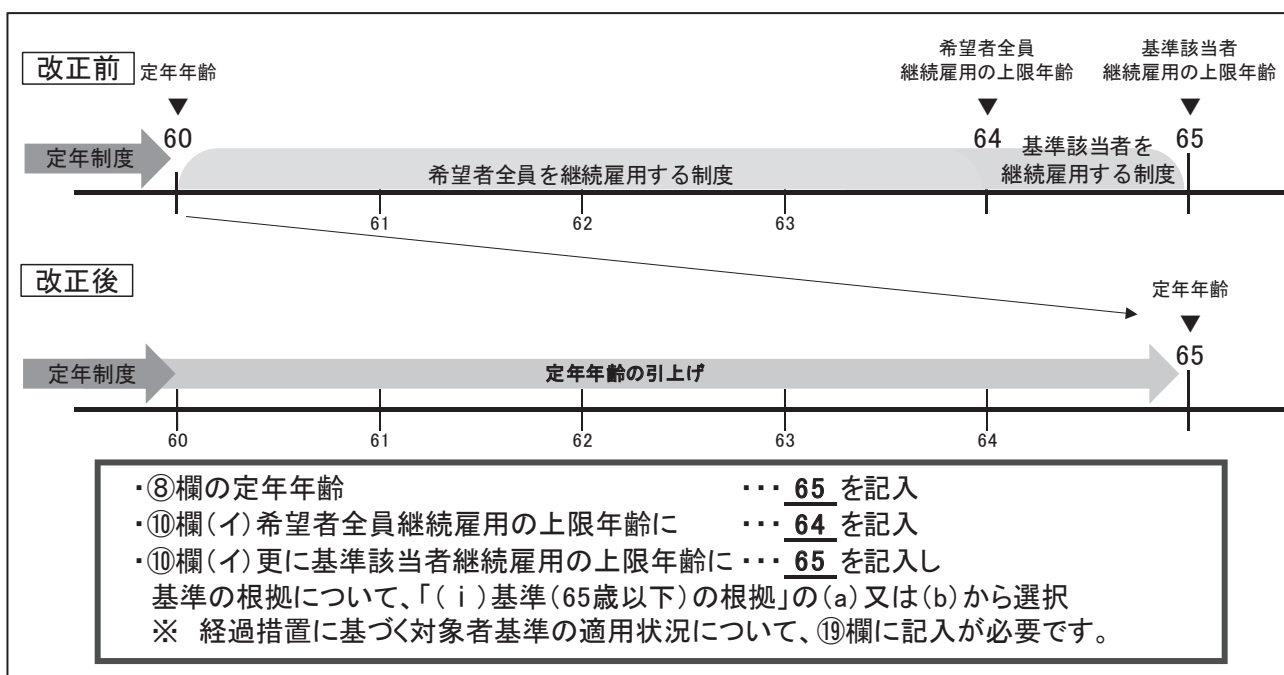 希望者全員
継続雇用の上限年齢
基準該当者
継続雇用の上限年齢
改正前
定年年齢
▼
▼
▼
60
64
65
定年制度
希望者全員を継続雇用する制度
基準該当者を
継続雇用する制度
61
62
63
改正後
定年年齢
▼
65
定年制度
定年年齢の引上げ
60
61
62
63
64
・⑧欄の定年年齢 ・・・ 65 を記入
・⑩欄(イ)希望者全員継続雇用の上限年齢に ・・・ 64 を記入
・⑩欄(イ)更に基準該当者継続雇用の上限年齢に・・・ 65 を記入し
基準の根拠について、「(ⅰ)基準(65歳以下)の根拠」の(a)又は(b)から選択
※ 経過措置に基づく対象者基準の適用状況について、⑲欄に記入が必要です。